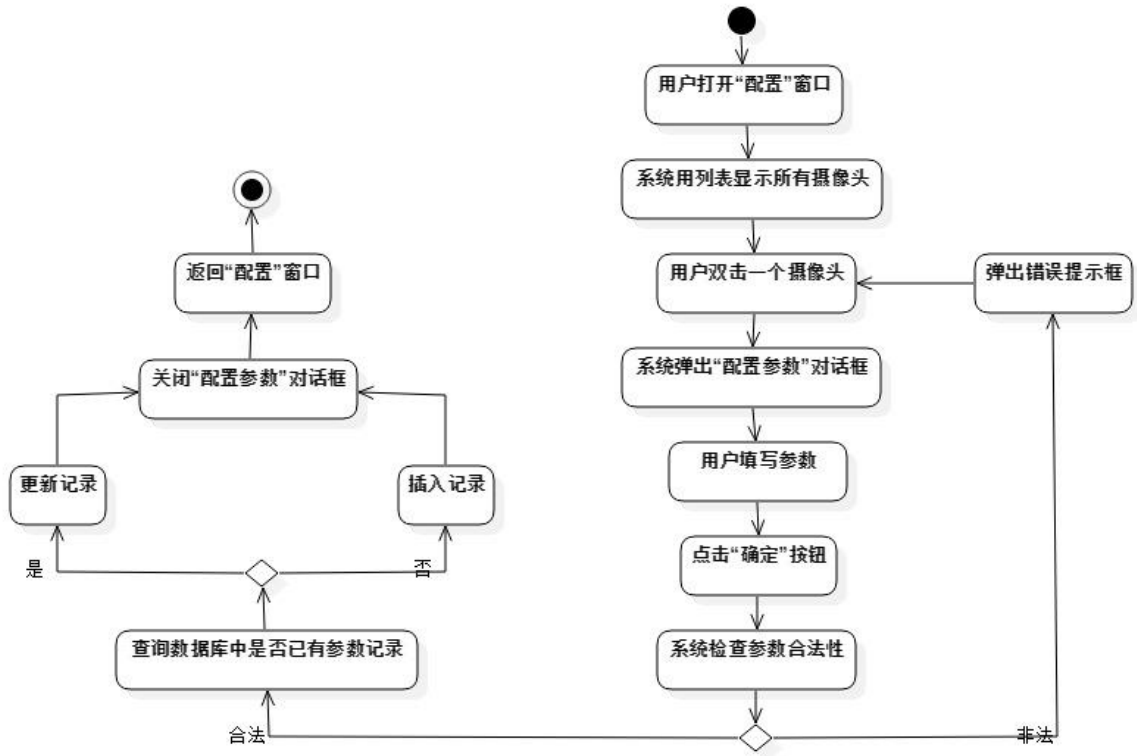 用户打开“配置”窗口
系统用列表显示所有摄像头
用户双击一个摄像头
弹出错误提示框
系统弹出“配置参数”对话框
用户填写参数
点击“确定”按钮
系统检查参数合法性
合法
非法
查询数据库中是否已有参数记录
是
否
更新记录
插入记录
关闭“配置参数”对话框
返回“配置”窗口